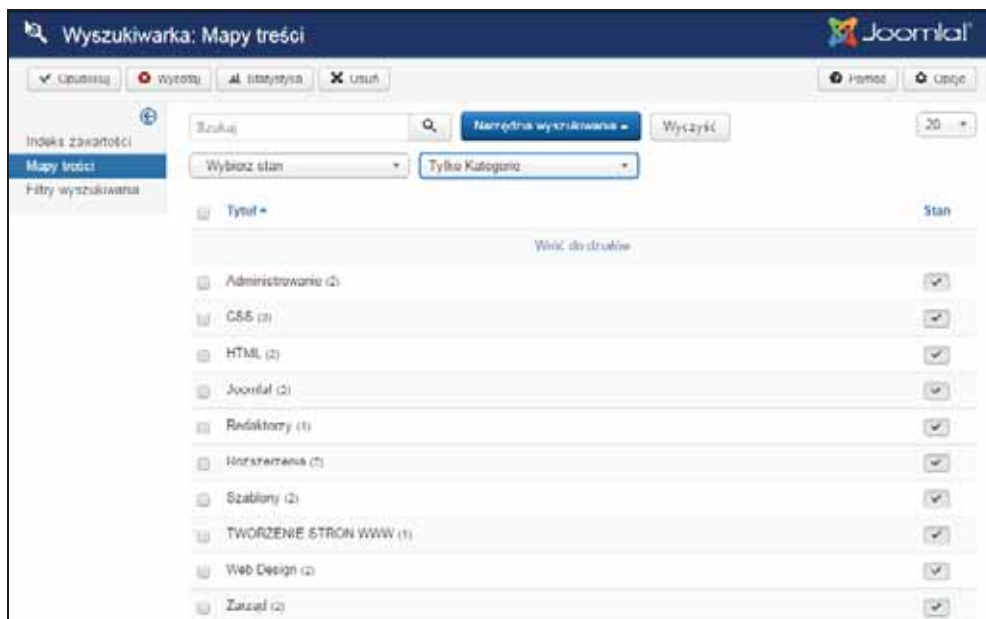 Wyszukiwarka: Mapy treści
Joomla!
Opublikuj Wycofaj Statystyka Usuń Pomoc Opcje
Szukaj Narzędzia wyszukiwania Wyczyść 20
Indeks zawartości
Mapy treści
Filtry wyszukiwania
Wybierz stan Tylko Kategorie
Tytuł Stan
Wróć do działów
Administrowanie (2)
CSS
HTML (2)
Joomla! (2)
Redaktorzy (1)
Rozszerzenia
Szablony (2)
TWORZENIE STRON WWW (1)
Web Design (2)
Zarząd (2)